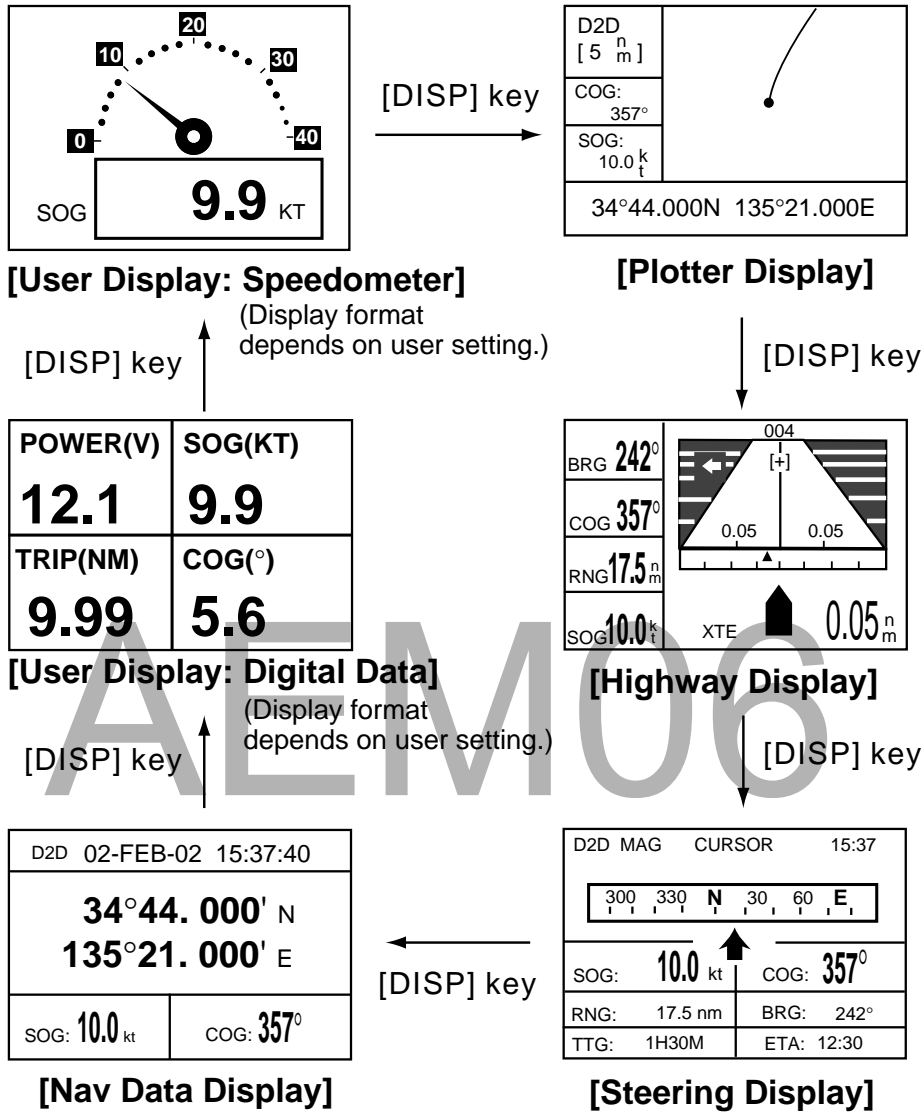 20
10
30
0
40
SOG 9.9 KT
[User Display: Speedometer]
(Display format
depends on user setting.)
[DISP] key
D2D
[ 5 nm ]
COG:
357°
SOG:
10.0 kt
34°44.000N 135°21.000E
[Plotter Display]
[DISP] key
[DISP] key
POWER(V) SOG(KT)
12.1 9.9
TRIP(NM) COG(°)
9.99 5.6
[User Display: Digital Data]
(Display format
depends on user setting.)
BRG 242°
COG 357°
RNG 17.5 nm
SOG 10.0 kt
004
[+]
0.05 0.05
XTE 0.05 nm
[Highway Display]
AEM06
[DISP] key
[DISP] key
D2D 02-FEB-02 15:37:40
34°44. 000' N
135°21. 000' E
SOG: 10.0 kt COG: 357°
[Nav Data Display]
[DISP] key
D2D MAG CURSOR 15:37
300 330 N 30 60 E
SOG: 10.0 kt COG: 357°
RNG: 17.5 nm BRG: 242°
TTG: 1H30M ETA: 12:30
[Steering Display]